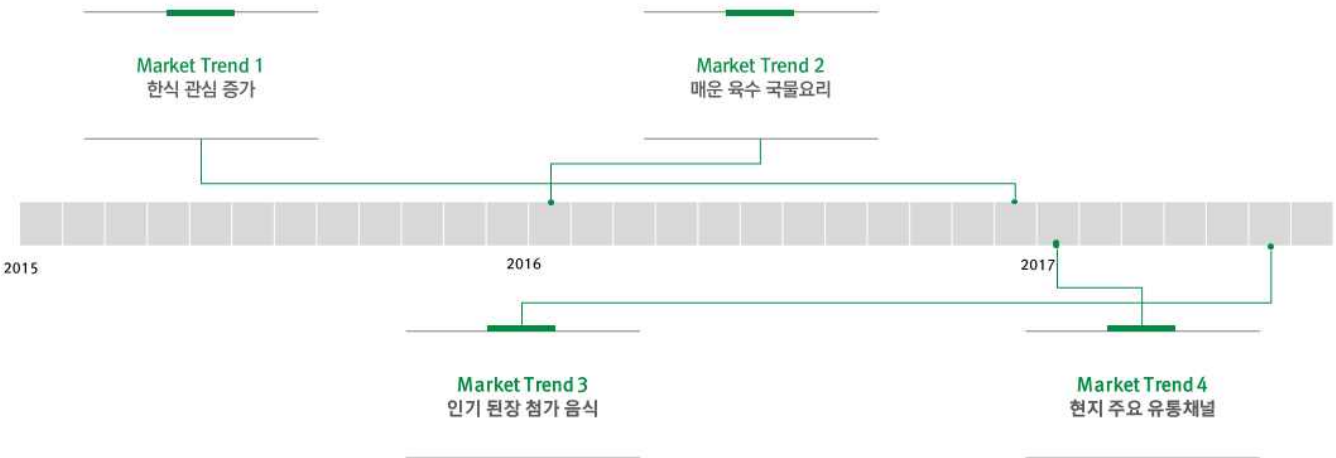 Market Trend 1
한식 관심 증가
Market Trend 2
매운 육수 국물요리
2015
2016
2017
Market Trend 3
인기 된장 첨가 음식
Market Trend 4
현지 주요 유통채널